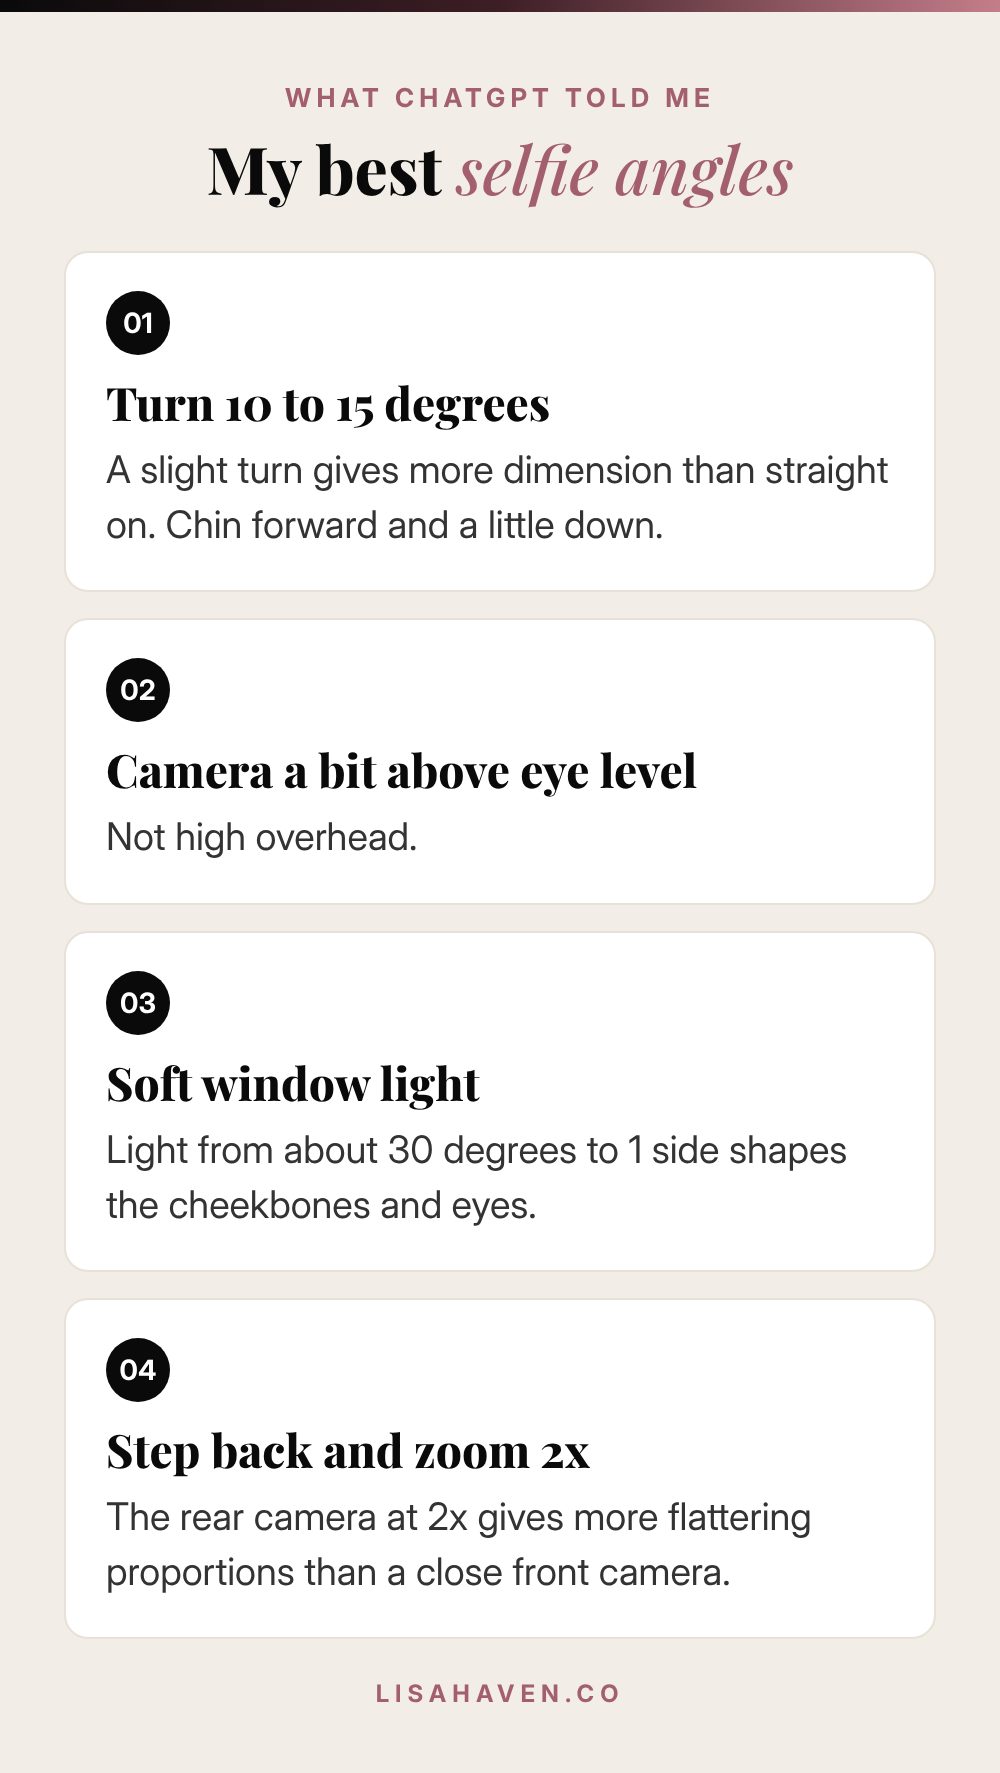 WHAT CHATGPT TOLD ME
My best selfie angles
01
Turn 10 to 15 degrees
A slight turn gives more dimension than straight
on. Chin forward and a little down.
02
Camera a bit above eye level
Not high overhead.
03
Soft window light
Light from about 30 degrees to 1 side shapes
the cheekbones and eyes.
04
Step back and zoom 2x
The rear camera at 2x gives more flattering
proportions than a close front camera.
LISAHAVEN.CO